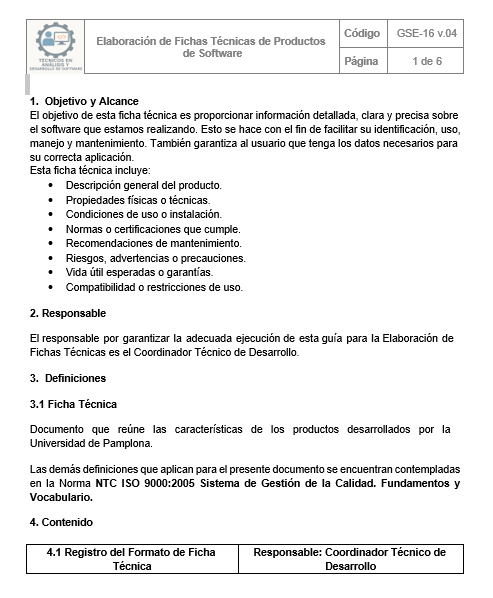 TÉCNICOS EN
ANÁLISIS Y
DESARROLLO DE SOFTWARE
Elaboración de Fichas Técnicas de Productos
de Software
Código
GSE-16 v.04
Página
1 de 6
1. Objetivo y Alcance
El objetivo de esta ficha técnica es proporcionar información detallada, clara y precisa sobre
el software que estamos realizando. Esto se hace con el fin de facilitar su identificación, uso,
manejo y mantenimiento. También garantiza al usuario que tenga los datos necesarios para
su correcta aplicación.
Esta ficha técnica incluye:
• Descripción general del producto.
• Propiedades físicas o técnicas.
• Condiciones de uso o instalación.
• Normas o certificaciones que cumple.
• Recomendaciones de mantenimiento.
• Riesgos, advertencias o precauciones.
• Vida útil esperadas o garantías.
• Compatibilidad o restricciones de uso.
2. Responsable
El responsable por garantizar la adecuada ejecución de esta guía para la Elaboración de
Fichas Técnicas es el Coordinador Técnico de Desarrollo.
3. Definiciones
3.1 Ficha Técnica
Documento que reúne las características de los productos desarrollados por la
Universidad de Pamplona.
Las demás definiciones que aplican para el presente documento se encuentran contempladas
en la Norma NTC ISO 9000:2005 Sistema de Gestión de la Calidad. Fundamentos y
Vocabulario.
4. Contenido
4.1 Registro del Formato de Ficha
Técnica
Responsable: Coordinador Técnico de
Desarrollo